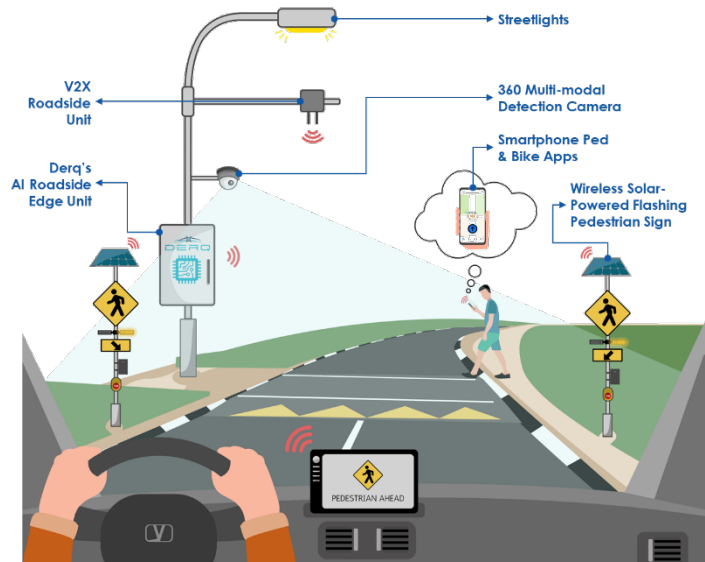 Streetlights
V2X
Roadside
Unit
360 Multi-modal
Detection Camera
Smartphone Ped
& Bike Apps
Derq's
AI Roadside
Edge Unit
Wireless Solar-
Powered Flashing
Pedestrian Sign
DERQ
PEDESTRIAN AHEAD
V